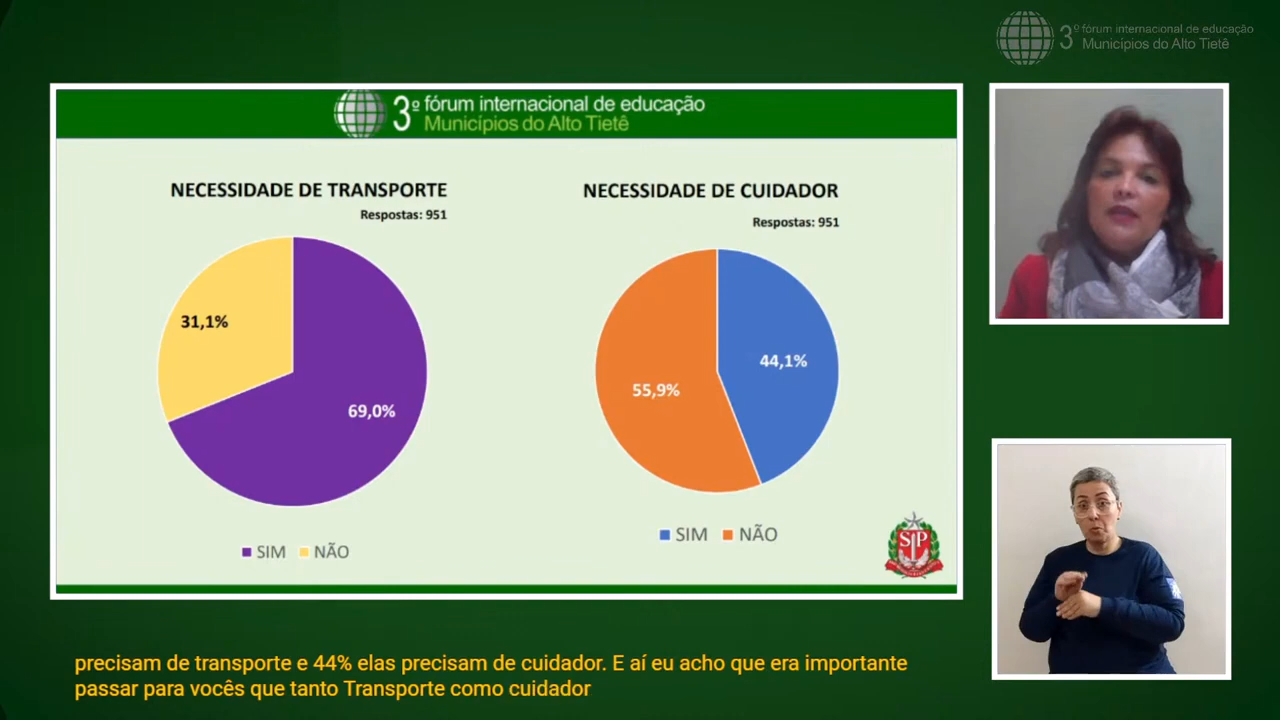 3º fórum internacional de educação
Municípios do Alto Tietê
3º fórum internacional de educação
Municípios do Alto Tietê
NECESSIDADE DE TRANSPORTE
Respostas: 951
31,1%
69,0%
SIM NÃO
NECESSIDADE DE CUIDADOR
Respostas: 951
44,1%
55,9%
SIM NÃO
SP
precisam de transporte e 44% elas precisam de cuidador. E aí eu acho que era importante
passar para vocês que tanto Transporte como cuidador